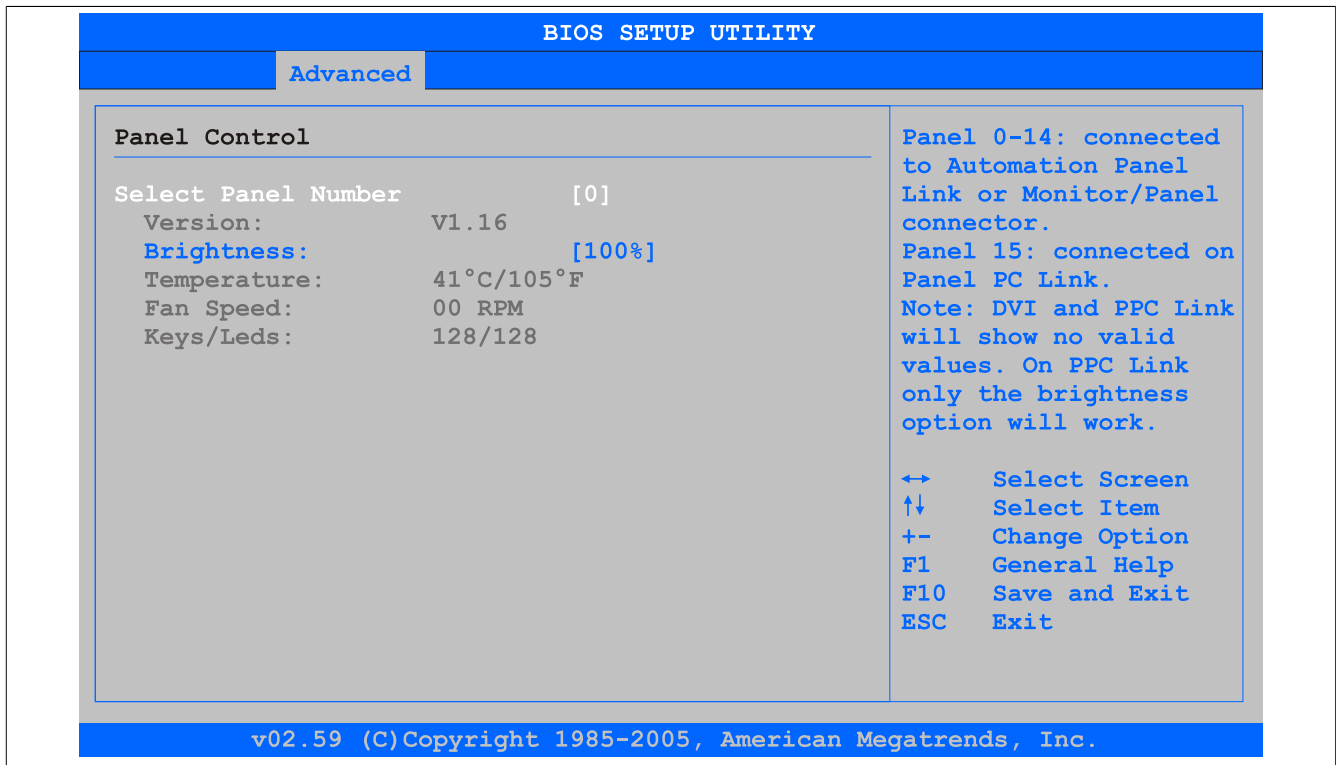 BIOS SETUP UTILITY
Advanced
Panel Control
Select Panel Number [0]
Version: V1.16
Brightness: [100%]
Temperature: 41°C/105°F
Fan Speed: 00 RPM
Keys/Leds: 128/128
Panel 0-14: connected
to Automation Panel
Link or Monitor/Panel
connector.
Panel 15: connected on
Panel PC Link.
Note: DVI and PPC Link
will show no valid
values. On PPC Link
only the brightness
option will work.
↔ Select Screen
↑↓ Select Item
+- Change Option
F1 General Help
F10 Save and Exit
ESC Exit
v02.59 (C)Copyright 1985-2005, American Megatrends, Inc.